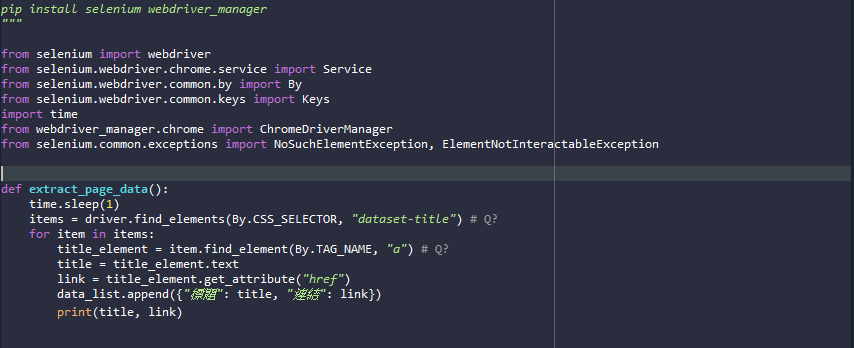 pip install selenium webdriver_manager
"""
from selenium import webdriver
from selenium.webdriver.chrome.service import Service
from selenium.webdriver.common.by import By
from selenium.webdriver.common.keys import Keys
import time
from webdriver_manager.chrome import ChromeDriverManager
from selenium.common.exceptions import NoSuchElementException, ElementNotInteractableException
def extract_page_data():
    time.sleep(1)
    items = driver.find_elements(By.CSS_SELECTOR, "dataset-title") # Q?
    for item in items:
        title_element = item.find_element(By.TAG_NAME, "a") # Q?
        title = title_element.text
        link = title_element.get_attribute("href")
        data_list.append({"標題": title, "連結": link})
        print(title, link)